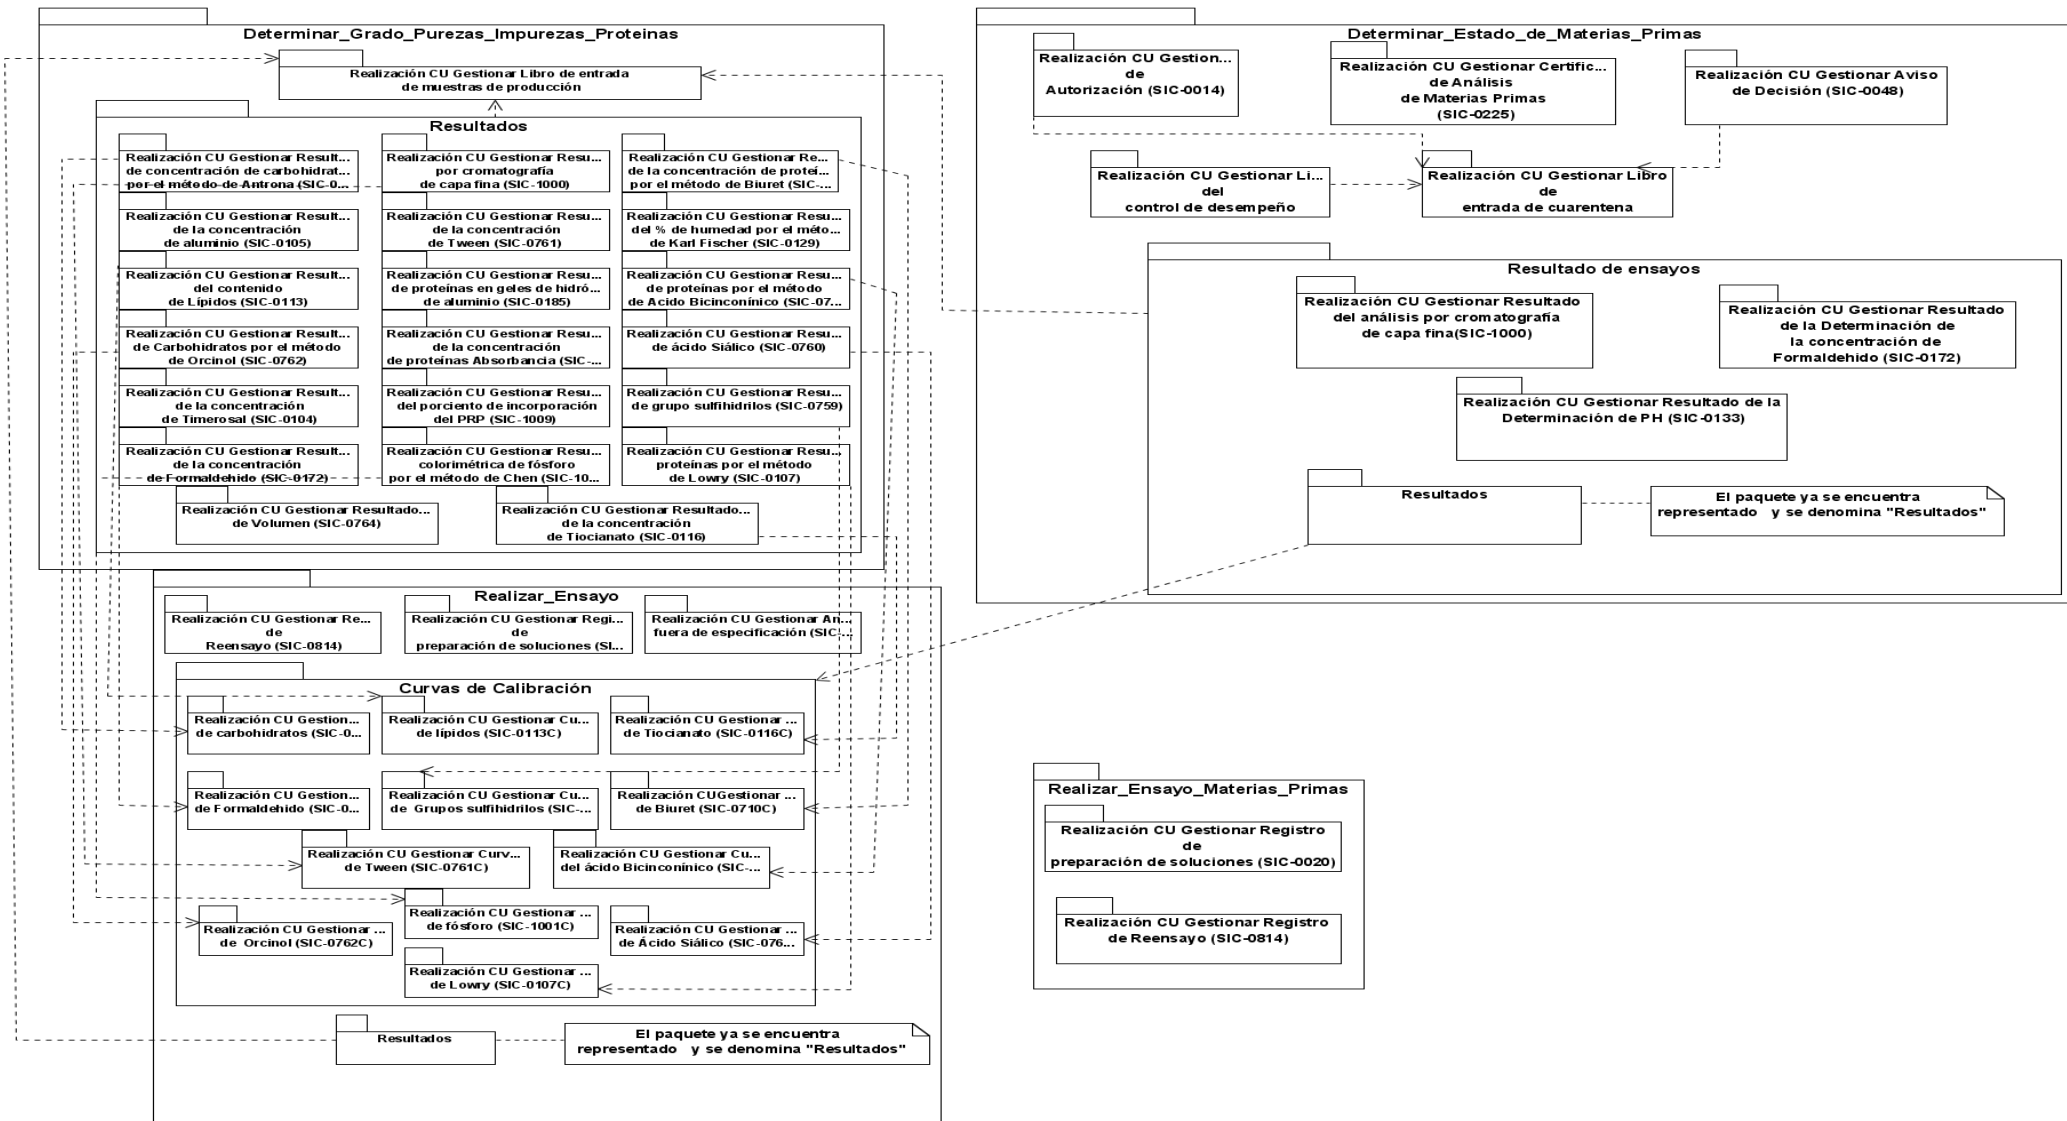 Determinar_Grado_Purezas_Impurezas_Proteinas
Realización CU Gestionar Libro de entrada
de muestras de producción
Resultados
Realización CU Gestionar Result...
de concentración de carbohidrat...
por el método de Antrona (SIC-0...
Realización CU Gestionar Resu...
por cromatografía
de capa fina (SIC-1000)
Realización CU Gestionar Re...
de la concentración de proteí...
por el método de Biuret (SIC-...
Realización CU Gestionar Result...
de la concentración
de aluminio (SIC-0105)
Realización CU Gestionar Resu...
de la concentración
de Tween (SIC-0761)
Realización CU Gestionar Resu...
del % de humedad por el méto...
de Karl Fischer (SIC-0129)
Realización CU Gestionar Result...
del contenido
de Lípidos (SIC-0113)
Realización CU Gestionar Resu...
de proteínas en geles de hidró...
de aluminio (SIC-0185)
Realización CU Gestionar Resu...
de proteínas por el método
de Acido Bicinconínico (SIC-07...
Realización CU Gestionar Result...
de Carbohidratos por el método
de Orcinol (SIC-0762)
Realización CU Gestionar Resu...
de la concentración
de proteínas Absorbancia (SIC-...
Realización CU Gestionar Resu...
de ácido Siálico (SIC-0760)
Realización CU Gestionar Result...
de la concentración
de Timerosal (SIC-0104)
Realización CU Gestionar Resu...
del porciento de incorporación
del PRP (SIC-1009)
Realización CU Gestionar Resu...
de grupo sulfihidrilos (SIC-0759)
Realización CU Gestionar Result...
de la concentración
de Formaldehido (SIC-0172)
Realización CU Gestionar Resu...
colorimétrica de fósforo
por el método de Chen (SIC-10...
Realización CU Gestionar Resu...
proteínas por el método
de Lowry (SIC-0107)
Realización CU Gestionar Resultado...
de Volumen (SIC-0764)
Realización CU Gestionar Resultado...
de la concentración
de Tiocianato (SIC-0116)
Realizar_Ensayo
Realización CU Gestionar Re...
de
Reensayo (SIC-0814)
Realización CU Gestionar Regi...
de
preparación de soluciones (SI...
Realización CU Gestionar An...
fuera de especificación (SIC-...
Curvas de Calibración
Realización CU Gestion...
de carbohidratos (SIC-0...
Realización CU Gestionar Cu...
de lípidos (SIC-0113C)
Realización CU Gestionar ...
de Tiocianato (SIC-0116C)
Realización CU Gestion...
de Formaldehido (SIC-0...
Realización CU Gestionar Cu...
de Grupos sulfihidrilos (SIC-...
Realización CUGestionar ...
de Biuret (SIC-0710C)
Realización CU Gestionar Curv...
de Tween (SIC-0761C)
Realización CU Gestionar Cu...
del ácido Bicinconínico (SIC-...
Realización CU Gestionar ...
de Orcinol (SIC-0762C)
Realización CU Gestionar ...
de fósforo (SIC-1001C)
Realización CU Gestionar ...
de Ácido Siálico (SIC-076...
Realización CU Gestionar ...
de Lowry (SIC-0107C)
Resultados
El paquete ya se encuentra
representado y se denomina "Resultados"
Determinar_Estado_de_Materias_Primas
Realización CU Gestion...
de
Autorización (SIC-0014)
Realización CU Gestionar Certific...
de Análisis
de Materias Primas
(SIC-0225)
Realización CU Gestionar Aviso
de Decisión (SIC-0048)
Realización CU Gestionar Li...
del
control de desempeño
Realización CU Gestionar Libro
de
entrada de cuarentena
Resultado de ensayos
Realización CU Gestionar Resultado
del análisis por cromatografía
de capa fina(SIC-1000)
Realización CU Gestionar Resultado
de la Determinación de
la concentración de
Formaldehido (SIC-0172)
Realización CU Gestionar Resultado de la
Determinación de PH (SIC-0133)
Resultados
El paquete ya se encuentra
representado y se denomina "Resultados"
Realizar_Ensayo_Materias_Primas
Realización CU Gestionar Registro
de
preparación de soluciones (SIC-0020)
Realización CU Gestionar Registro
de Reensayo (SIC-0814)